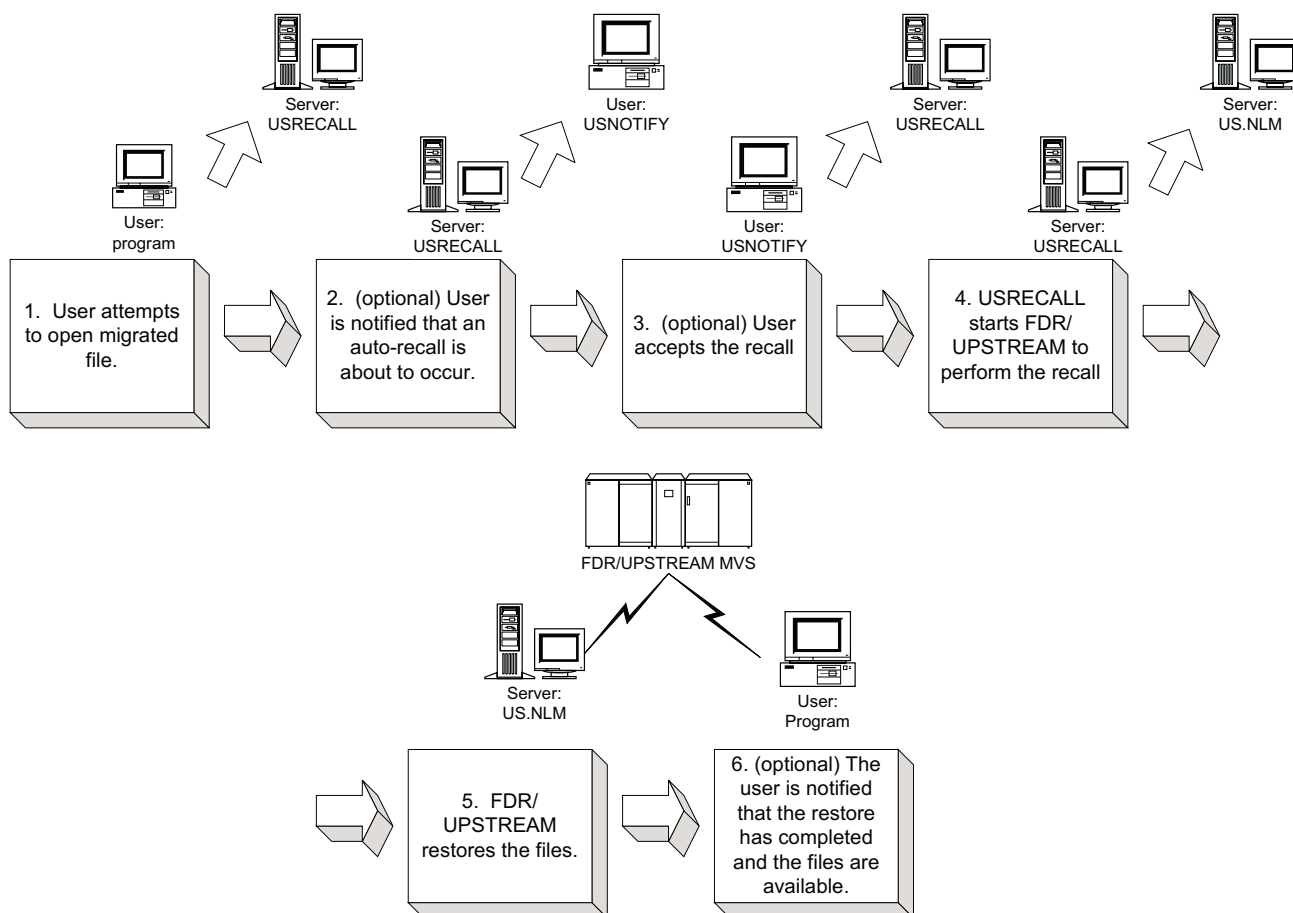 Server:
USRECALL
User:
USNOTIFY
Server:
USRECALL
Server:
US.NLM
User:
program
Server:
USRECALL
User:
USNOTIFY
Server:
USRECALL
1. User attempts
to open migrated
file.
2. (optional) User
is notified that an
auto-recall is
about to occur.
3. (optional) User
accepts the recall
4. USRECALL
starts FDR/
UPSTREAM to
perform the recall
FDR/UPSTREAM MVS
Server:
US.NLM
User:
Program
5. FDR/
UPSTREAM
restores the files.
6. (optional) The
user is notified
that the restore
has completed
and the files are
available.